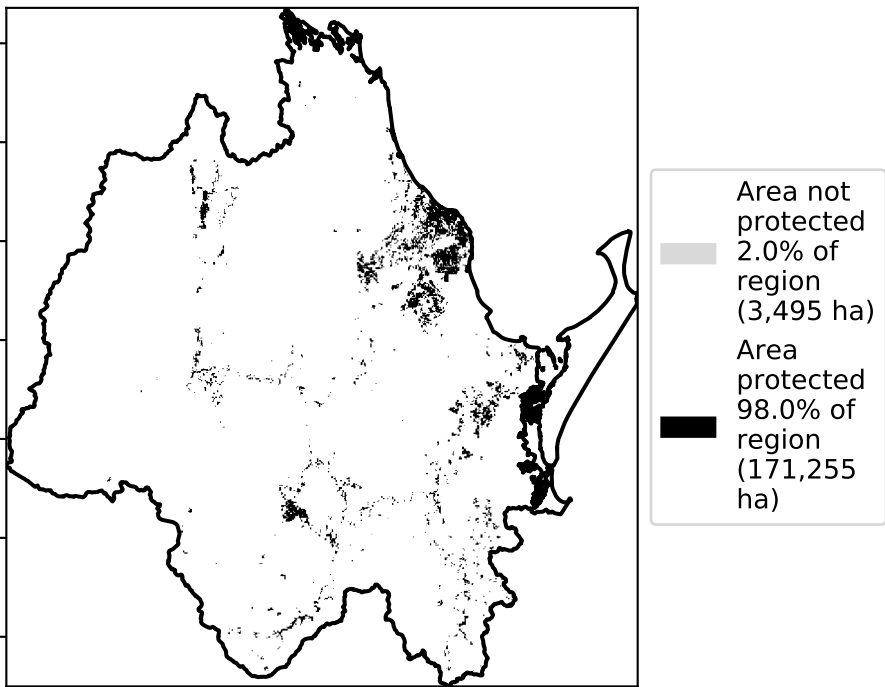 Area not
protected
2.0% of
region
(3,495 ha)
Area
protected
98.0% of
region
(171,255
ha)